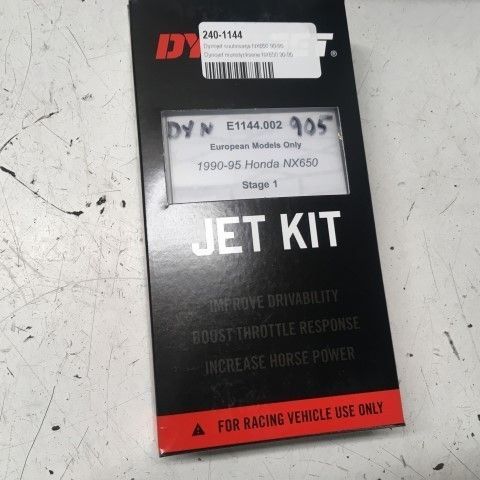 240-1144
Dynojet suutinsarja NX650 90-95
Dynojet munstyckssats NX650 90-95
®
DYN E1144.002 905
European Models Only
1990-95 Honda NX650
Stage 1
JET KIT
IMPROVE DRIVABILITY
BOOST THROTTLE RESPONSE
INCREASE HORSE POWER
FOR RACING VEHICLE USE ONLY